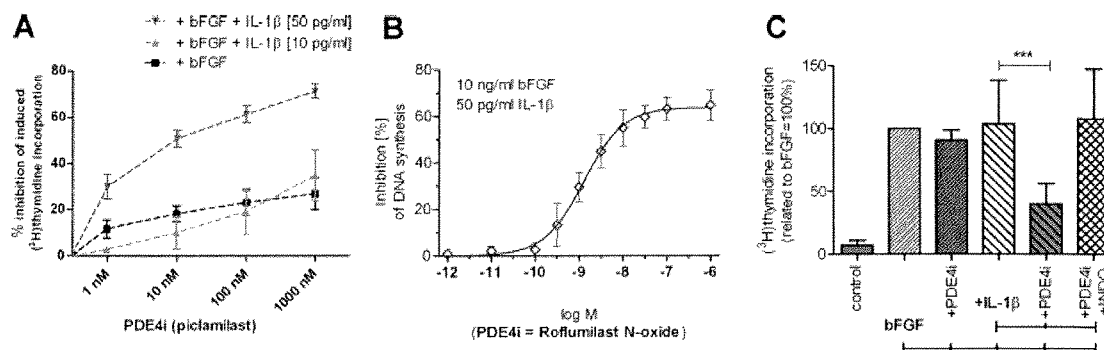 A
+ bFGF + IL-1β [50 pg/ml]
+ bFGF + IL-1β [10 pg/ml]
+ bFGF
% inhibition of induced
(³H)thymidine incorporation
80
60
40
20
0
1 nM
10 nM
100 nM
1000 nM
PDE4i (piclamilast)
B
10 ng/ml bFGF
50 pg/ml IL-1β
Inhibition [%]
of DNA synthesis
80
60
40
20
0
-12
-11
-10
-9
-8
-7
-6
log M
(PDE4i = Roflumilast N-oxide)
C
***
(³H)thymidine incorporation
(related to bFGF=100%)
150
100
50
0
control
bFGF
+PDE4i
+IL-1β
+PDE4i
+PDE4i
+INDO